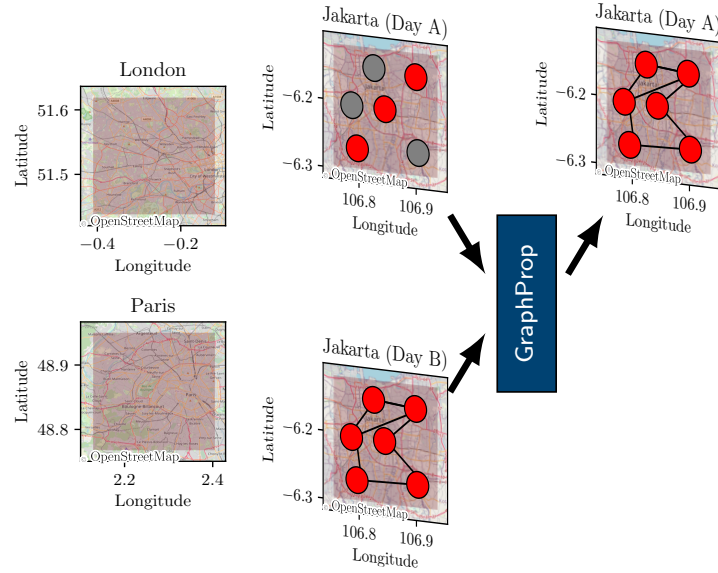 London
51.6
51.5
Latitude
© OpenStreetMap
−0.4
−0.2
Longitude
Paris
48.9
48.8
Latitude
© OpenStreetMap
2.2
2.4
Longitude
Jakarta (Day A)
−6.2
−6.3
Latitude
© OpenStreetMap
106.8
106.9
Longitude
Jakarta (Day B)
−6.2
−6.3
Latitude
© OpenStreetMap
106.8
106.9
Longitude
GraphProp
Jakarta (Day A)
−6.2
−6.3
Latitude
© OpenStreetMap
106.8
106.9
Longitude